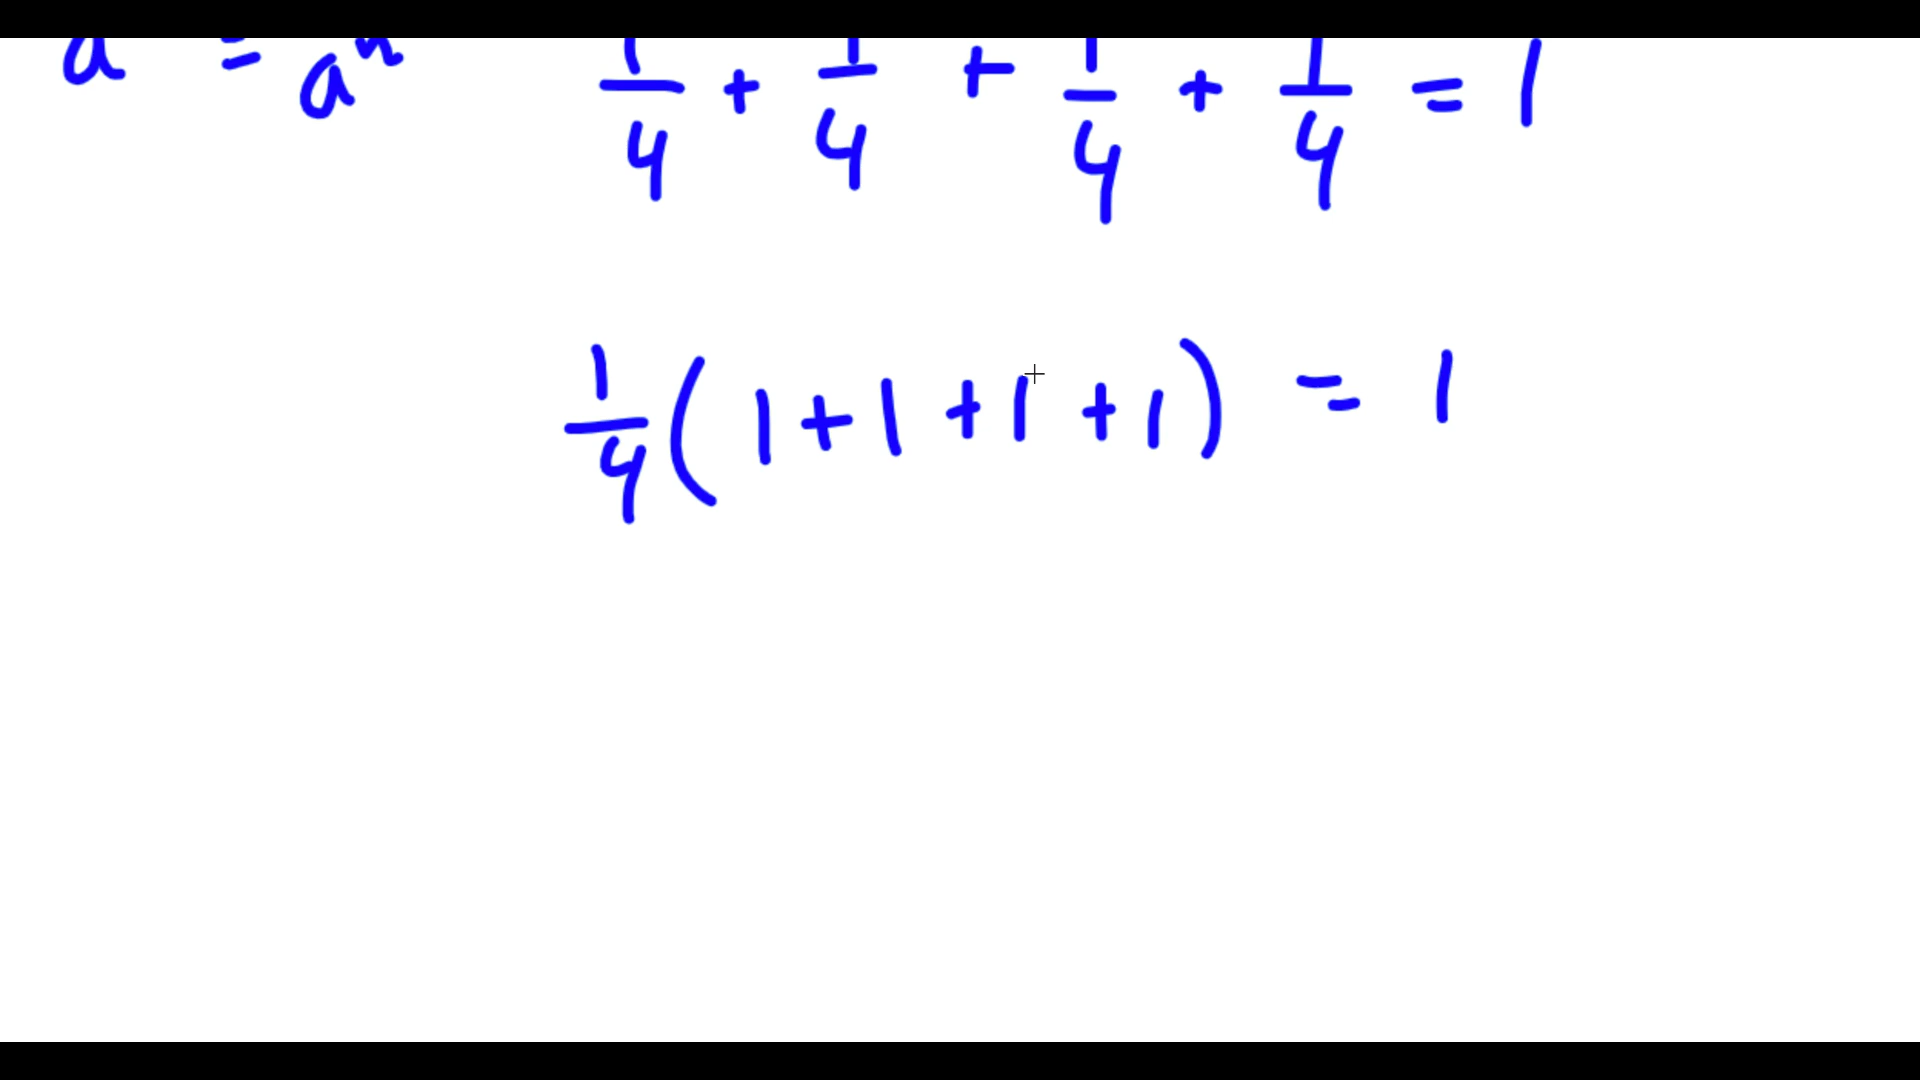 a = a^n 1/4 + 1/4 + 1/4 + 1/4 = 1
1/4 ( 1 + 1 + 1 + 1 ) = 1